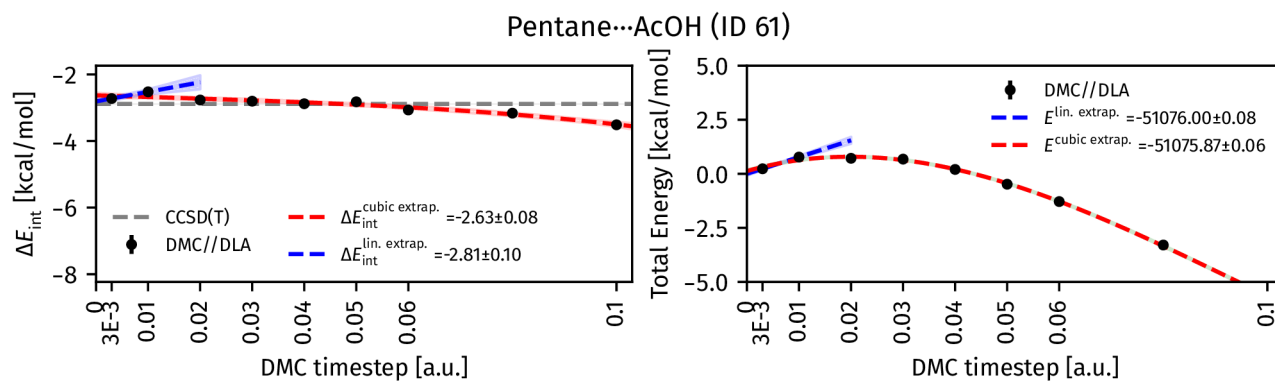 Pentane···AcOH (ID 61)
ΔE_int [kcal/mol]
−2
−4
−6
−8
CCSD(T)
DMC//DLA
ΔE_int^cubic extrap. =-2.63±0.08
ΔE_int^lin. extrap. =-2.81±0.10
0
3E-3
0.01
0.02
0.03
0.04
0.05
0.06
0.1
DMC timestep [a.u.]
Total Energy [kcal/mol]
5.0
2.5
0.0
−2.5
−5.0
DMC//DLA
E^lin. extrap. =-51076.00±0.08
E^cubic extrap. =-51075.87±0.06
0
3E-3
0.01
0.02
0.03
0.04
0.05
0.06
0.1
DMC timestep [a.u.]